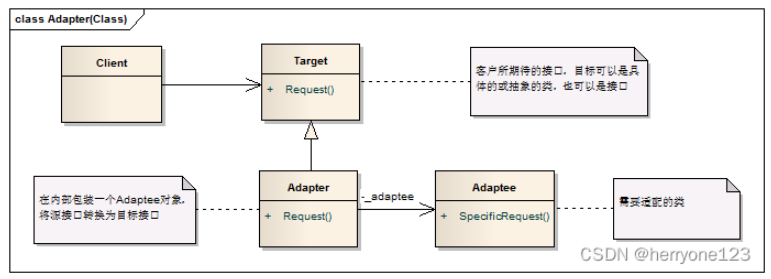 class Adapter(Class)
Client
Target
+ Request()
客户所期待的接口，目标可以是具
体的或抽象的类，也可以是接口
在内部包装一个Adaptee对象，
将源接口转换为目标接口
Adapter
+ Request()
-_adaptee
Adaptee
+ SpecificRequest()
需要适配的类
CSDN @herryone123